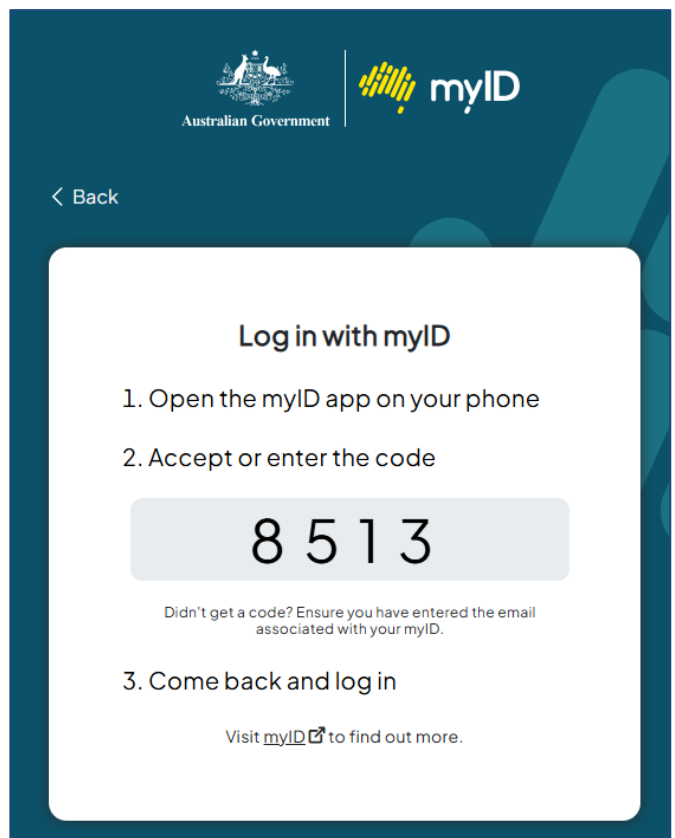 Australian Government
myID
Back
Log in with myID
1. Open the myID app on your phone
2. Accept or enter the code
8 5 1 3
Didn't get a code? Ensure you have entered the email
associated with your myID.
3. Come back and log in
Visit myID to find out more.